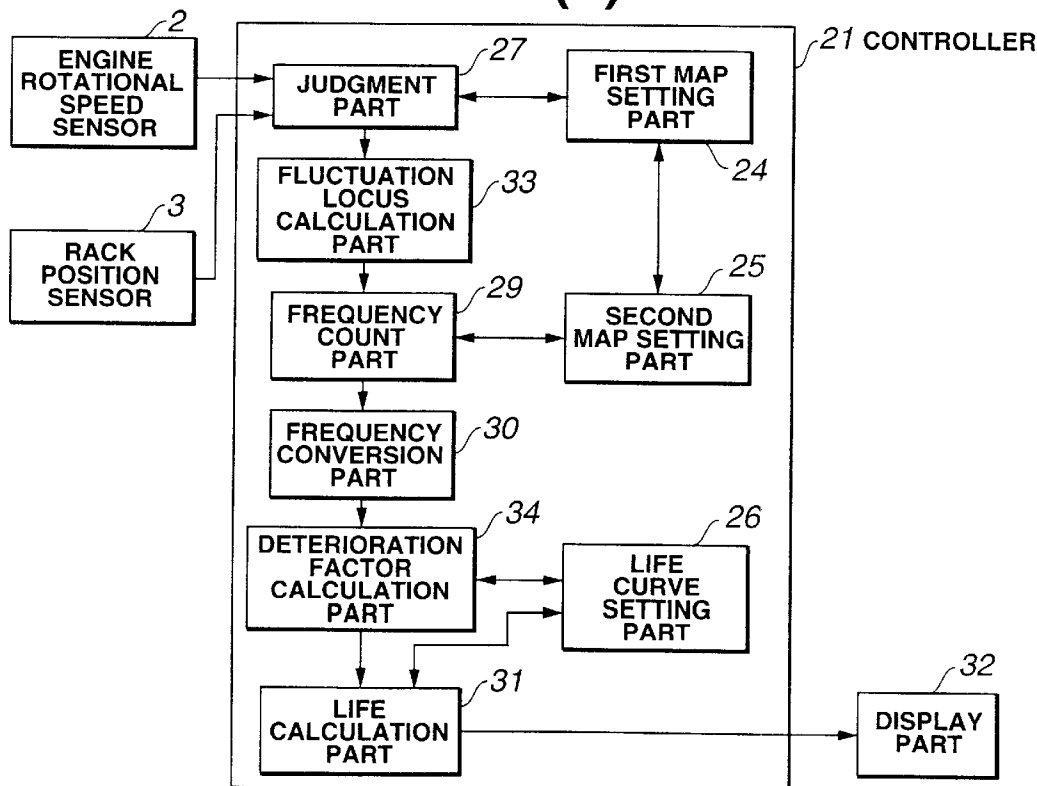 2
ENGINE
ROTATIONAL
SPEED
SENSOR
3
RACK
POSITION
SENSOR
21 CONTROLLER
27
JUDGMENT
PART
FIRST MAP
SETTING
PART
24
FLUCTUATION
LOCUS
CALCULATION
PART
33
29
FREQUENCY
COUNT
PART
25
SECOND
MAP SETTING
PART
FREQUENCY
CONVERSION
PART
30
34
DETERIORATION
FACTOR
CALCULATION
PART
26
LIFE
CURVE
SETTING
PART
31
LIFE
CALCULATION
PART
32
DISPLAY
PART